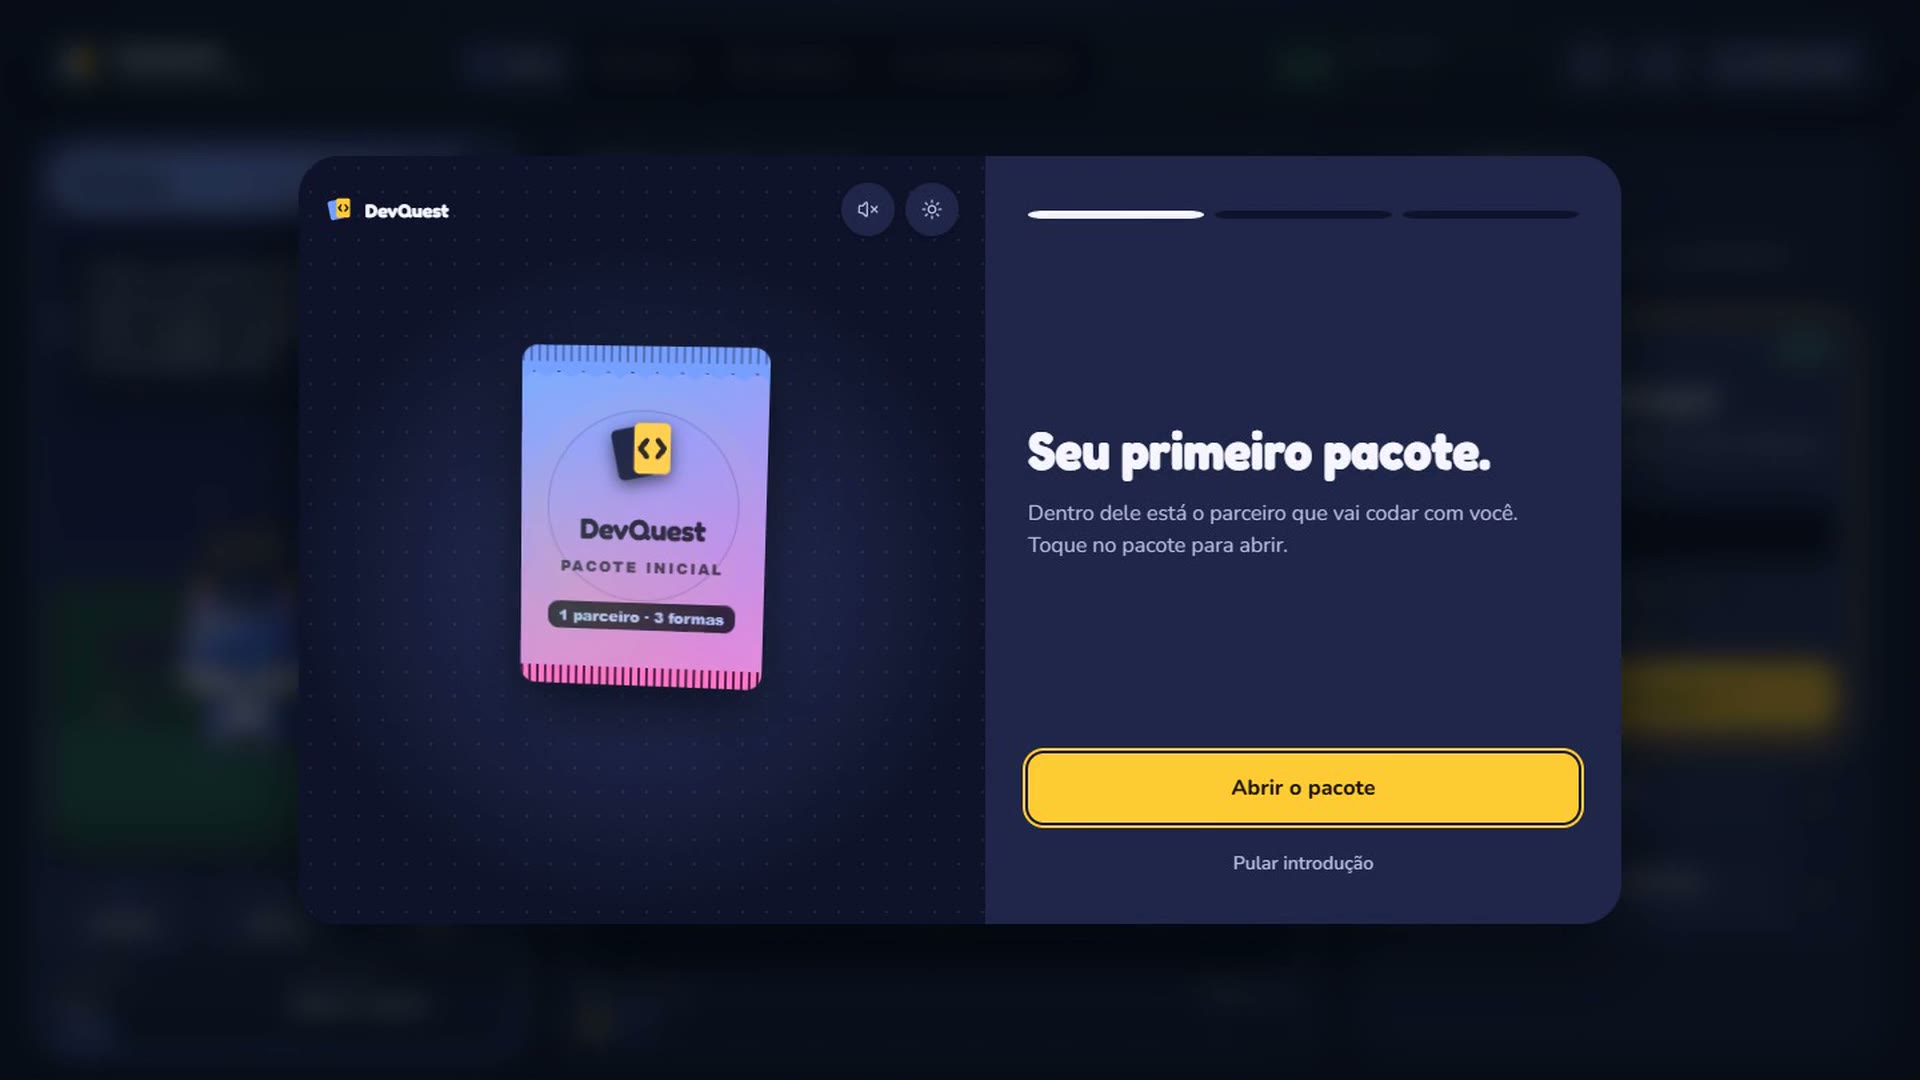 DevQuest
DevQuest
PACOTE INICIAL
1 parceiro · 3 formas
Seu primeiro pacote.
Dentro dele está o parceiro que vai codar com você.
Toque no pacote para abrir.
Abrir o pacote
Pular introdução